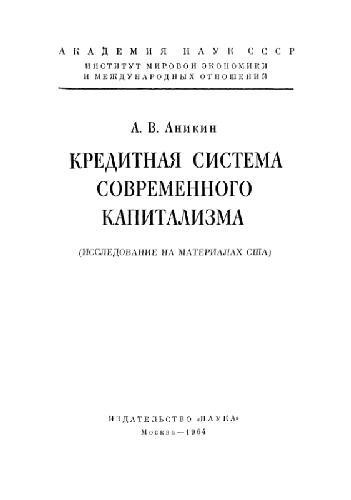 АКАДЕМИЯ НАУК СССР
ИНСТИТУТ МИРОВОЙ ЭКОНОМИКИ
И МЕЖДУНАРОДНЫХ ОТНОШЕНИЙ
А. В. Аникин
КРЕДИТНАЯ СИСТЕМА
СОВРЕМЕННОГО
КАПИТАЛИЗМА
(ИССЛЕДОВАНИЕ НА МАТЕРИАЛАХ США)
ИЗДАТЕЛЬСТВО «НАУКА»
Москва—1964